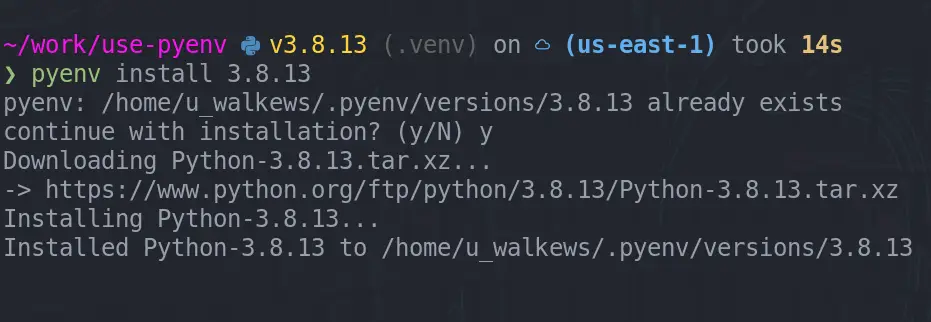 ~/work/use-pyenv v3.8.13 (.venv) on (us-east-1) took 14s
❯ pyenv install 3.8.13
pyenv: /home/u_walkews/.pyenv/versions/3.8.13 already exists
continue with installation? (y/N) y
Downloading Python-3.8.13.tar.xz...
-> https://www.python.org/ftp/python/3.8.13/Python-3.8.13.tar.xz
Installing Python-3.8.13...
Installed Python-3.8.13 to /home/u_walkews/.pyenv/versions/3.8.13